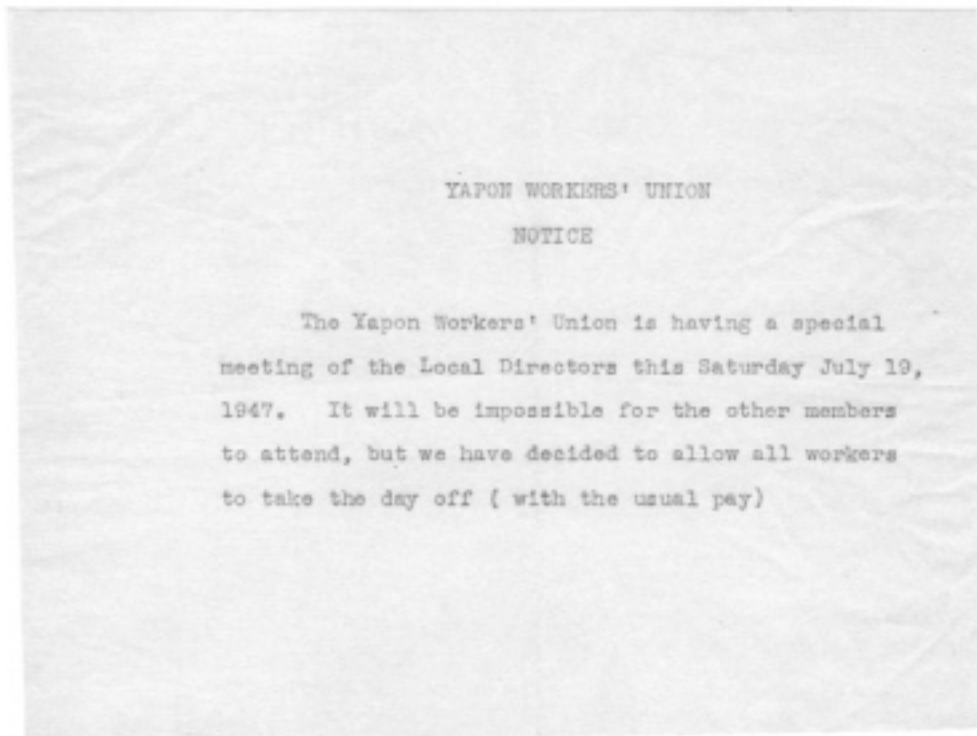 YAPON WORKERS' UNION
NOTICE
The Yapon Workers' Union is having a special
meeting of the Local Directors this Saturday July 19,
1947. It will be impossible for the other members
to attend, but we have decided to allow all workers
to take the day off ( with the usual pay)